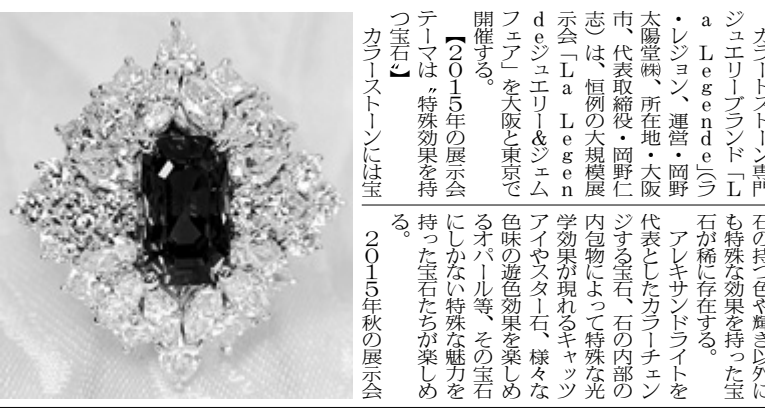 カラーストーン専門
ジュエリーブランド「L
a Legende」(ラ
・レジョン、運営・岡野
太陽堂㈱、所在地・大阪
市、代表取締役・岡野仁
志)は、恒例の大規模展
示会「La Legen
deジュエリー&ジェム
フェア」を大阪と東京で
開催する。
【2015年の展示会
テーマは〝特殊効果を持
つ宝石〟】
カラーストーンには宝
石の持つ色や輝き以外に
も特殊な効果を持った宝
石が稀に存在する。
アレキサンドライトを
代表としたカラーチェン
ジする宝石、石の内部の
内包物によって特殊な光
学効果が現れるキャッツ
アイやスター石、様々な
色味の遊色効果を楽しめ
るオパール等、その宝石
にしかない特殊な魅力を
持った宝石たちが楽しめ
る。
2015年秋の展示会